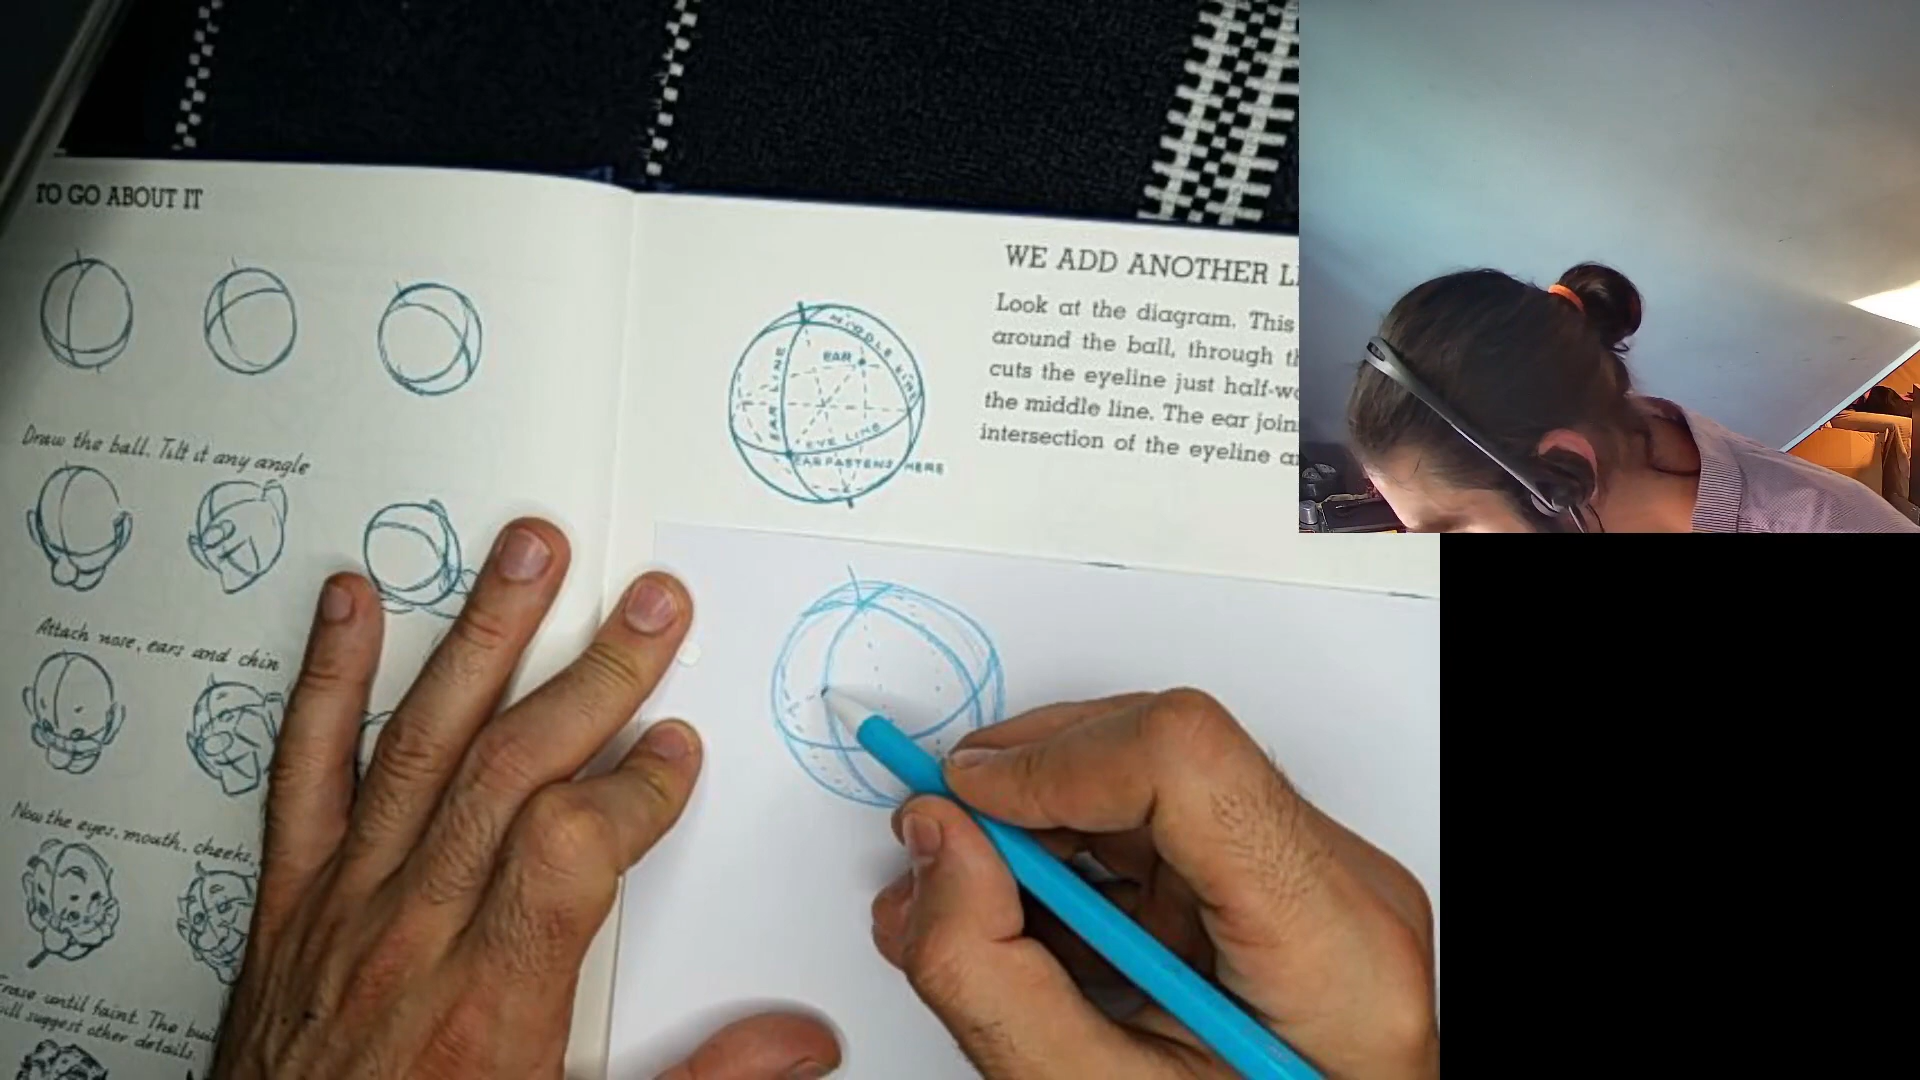 TO GO ABOUT IT
Draw the ball. Tilt it any angle
Attach nose, ears and chin
Now the eyes, mouth, cheeks,
Erase until faint. The
will suggest other details.
WE ADD ANOTHER
Look at the diagram. This
around the ball, through
cuts the eyeline just
the middle line. The ear
intersection of the eyeline
MIDDLE LINE
EAR
EAR LINE
EYE LINE
EAR FASTENS HERE